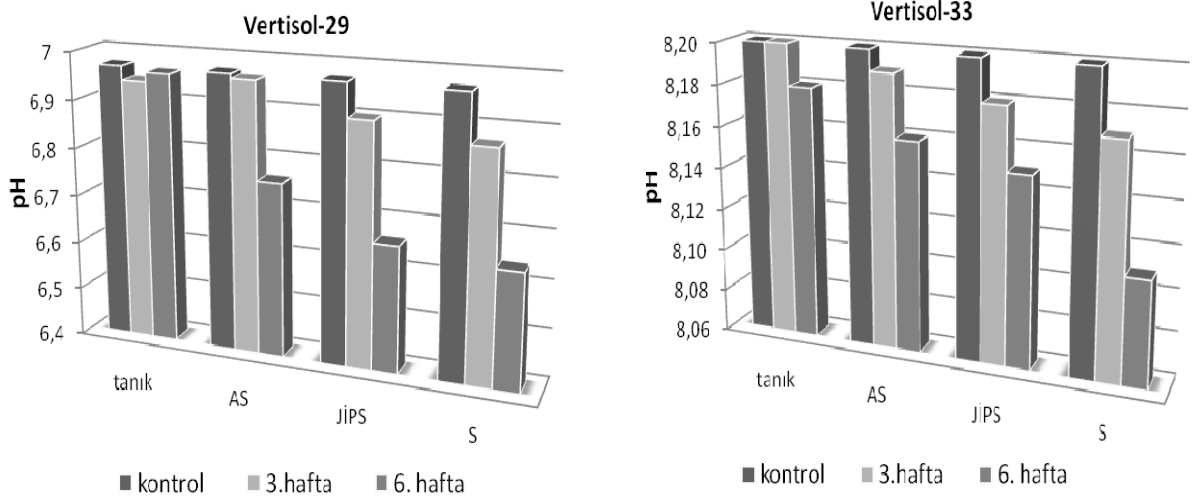 Vertisol-29
7
6,9
6,8
6,7
6,6
6,5
6,4
pH
tanık
AS
JİPS
S
kontrol 3.hafta 6. hafta
Vertisol-33
8,20
8,18
8,16
8,14
8,12
8,10
8,08
8,06
pH
tanık
AS
JİPS
S
kontrol 3.hafta 6. hafta